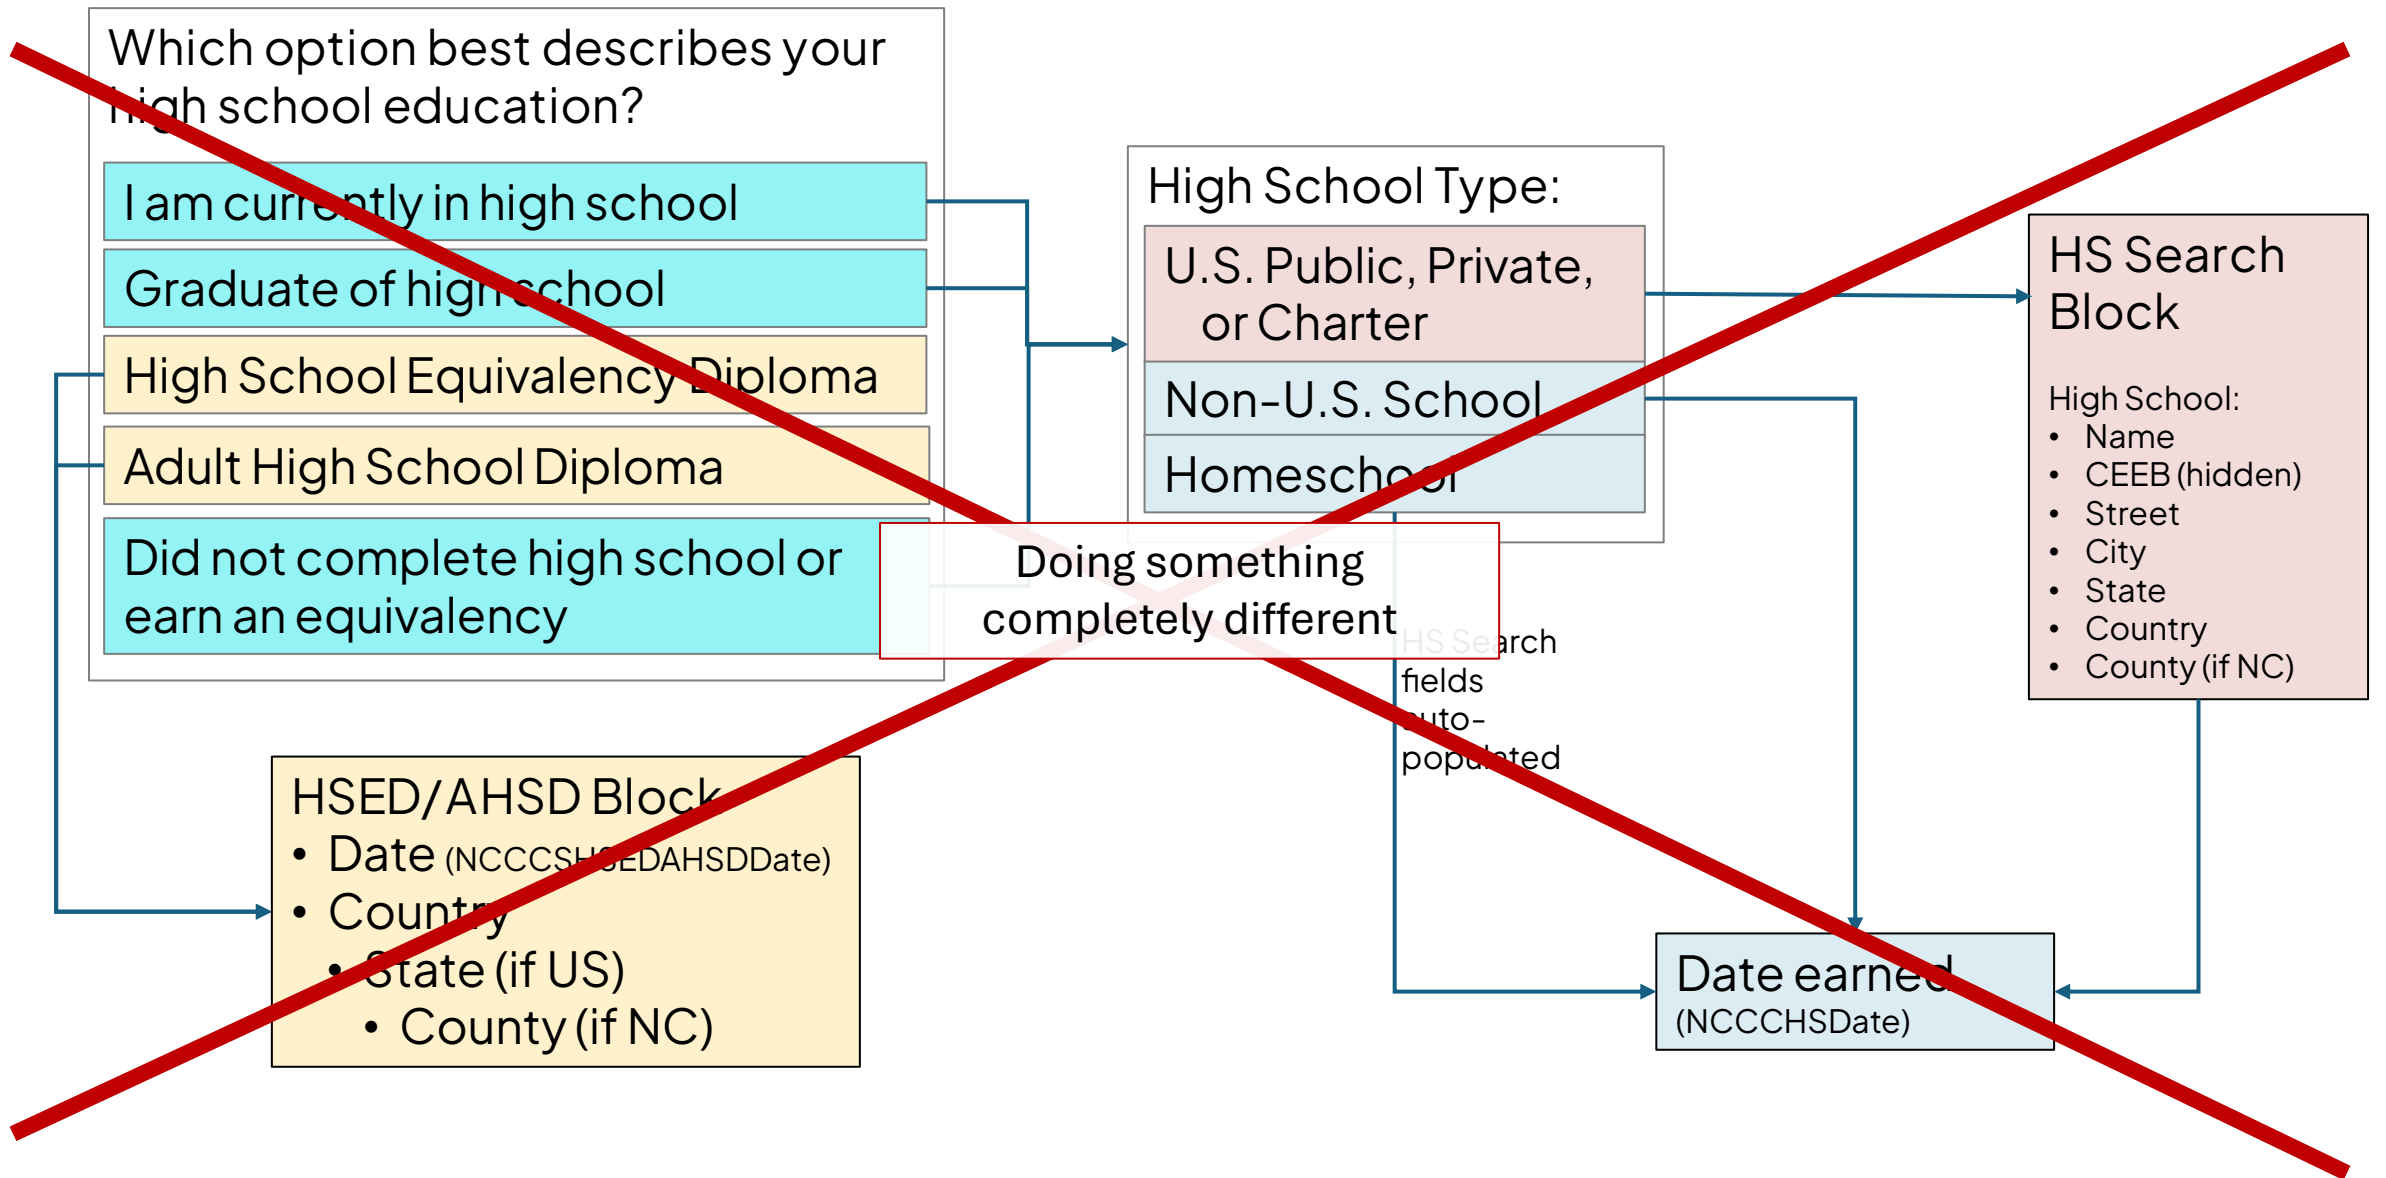 Which option best describes your
high school education?
I am currently in high school
Graduate of high school
High School Equivalency Diploma
Adult High School Diploma
Did not complete high school or
earn an equivalency
High School Type:
U.S. Public, Private,
or Charter
Non-U.S. School
Homeschool
HS Search
Block
High School:
• Name
• CEEB (hidden)
• Street
• City
• State
• Country
• County (if NC)
Doing something
completely different
HS Search
fields
auto-
populated
HSED/AHSD Block
• Date (NCCCSHSEDAHSDDate)
• Country
• State (if US)
• County (if NC)
Date earned
(NCCCHSDate)